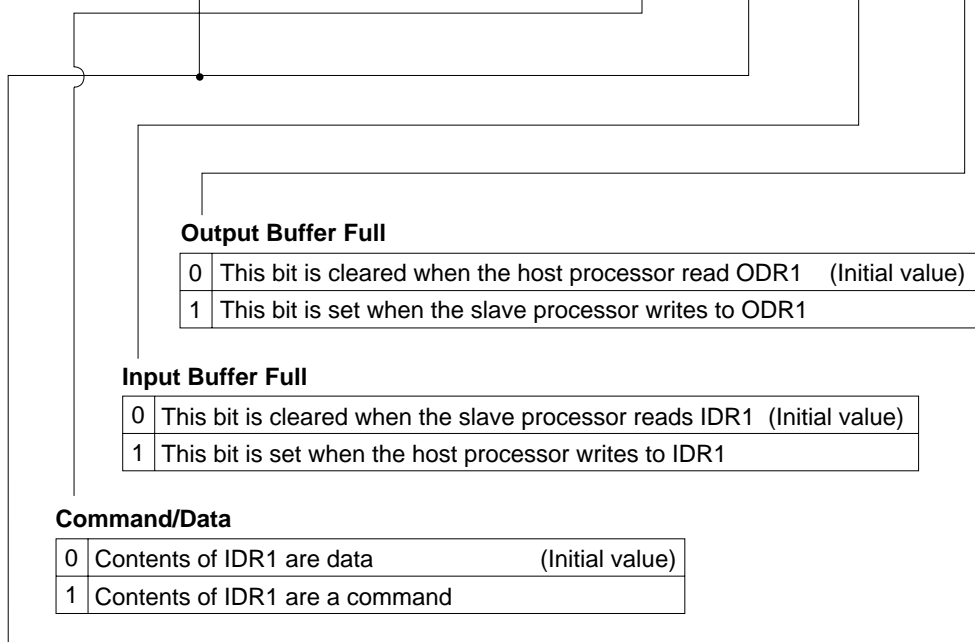 Output Buffer Full
0 This bit is cleared when the host processor read ODR1 (Initial value)
1 This bit is set when the slave processor writes to ODR1
Input Buffer Full
0 This bit is cleared when the slave processor reads IDR1 (Initial value)
1 This bit is set when the host processor writes to IDR1
Command/Data
0 Contents of IDR1 are data (Initial value)
1 Contents of IDR1 are a command